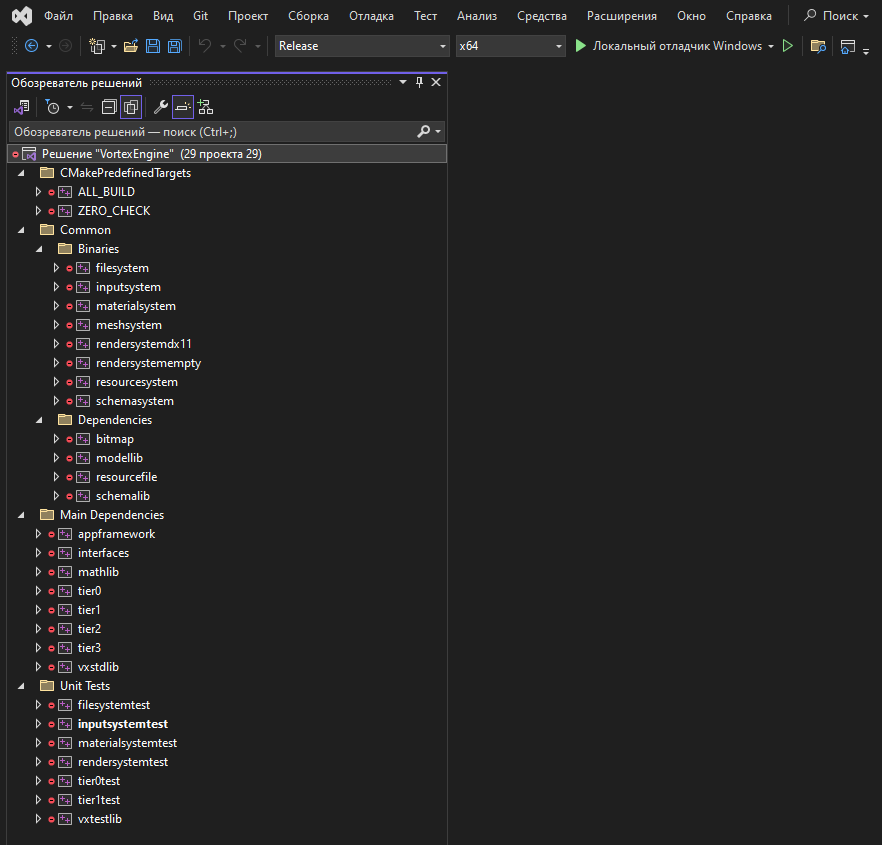 Файл Правка Вид Git Проект Сборка Отладка Тест Анализ Средства Расширения Окно Справка Поиск
Release x64 Локальный отладчик Windows
Обозреватель решений
Обозреватель решений — поиск (Ctrl+;)
Решение "VortexEngine" (29 проекта 29)
CMakePredefinedTargets
ALL_BUILD
ZERO_CHECK
Common
Binaries
filesystem
inputsystem
materialsystem
meshsystem
rendersystemdx11
rendersystemempty
resourcesystem
schemasystem
Dependencies
bitmap
modellib
resourcefile
schemalib
Main Dependencies
appframework
interfaces
mathlib
tier0
tier1
tier2
tier3
vxstdlib
Unit Tests
filesystemtest
inputsystemtest
materialsystemtest
rendersystemtest
tier0test
tier1test
vxtestlib